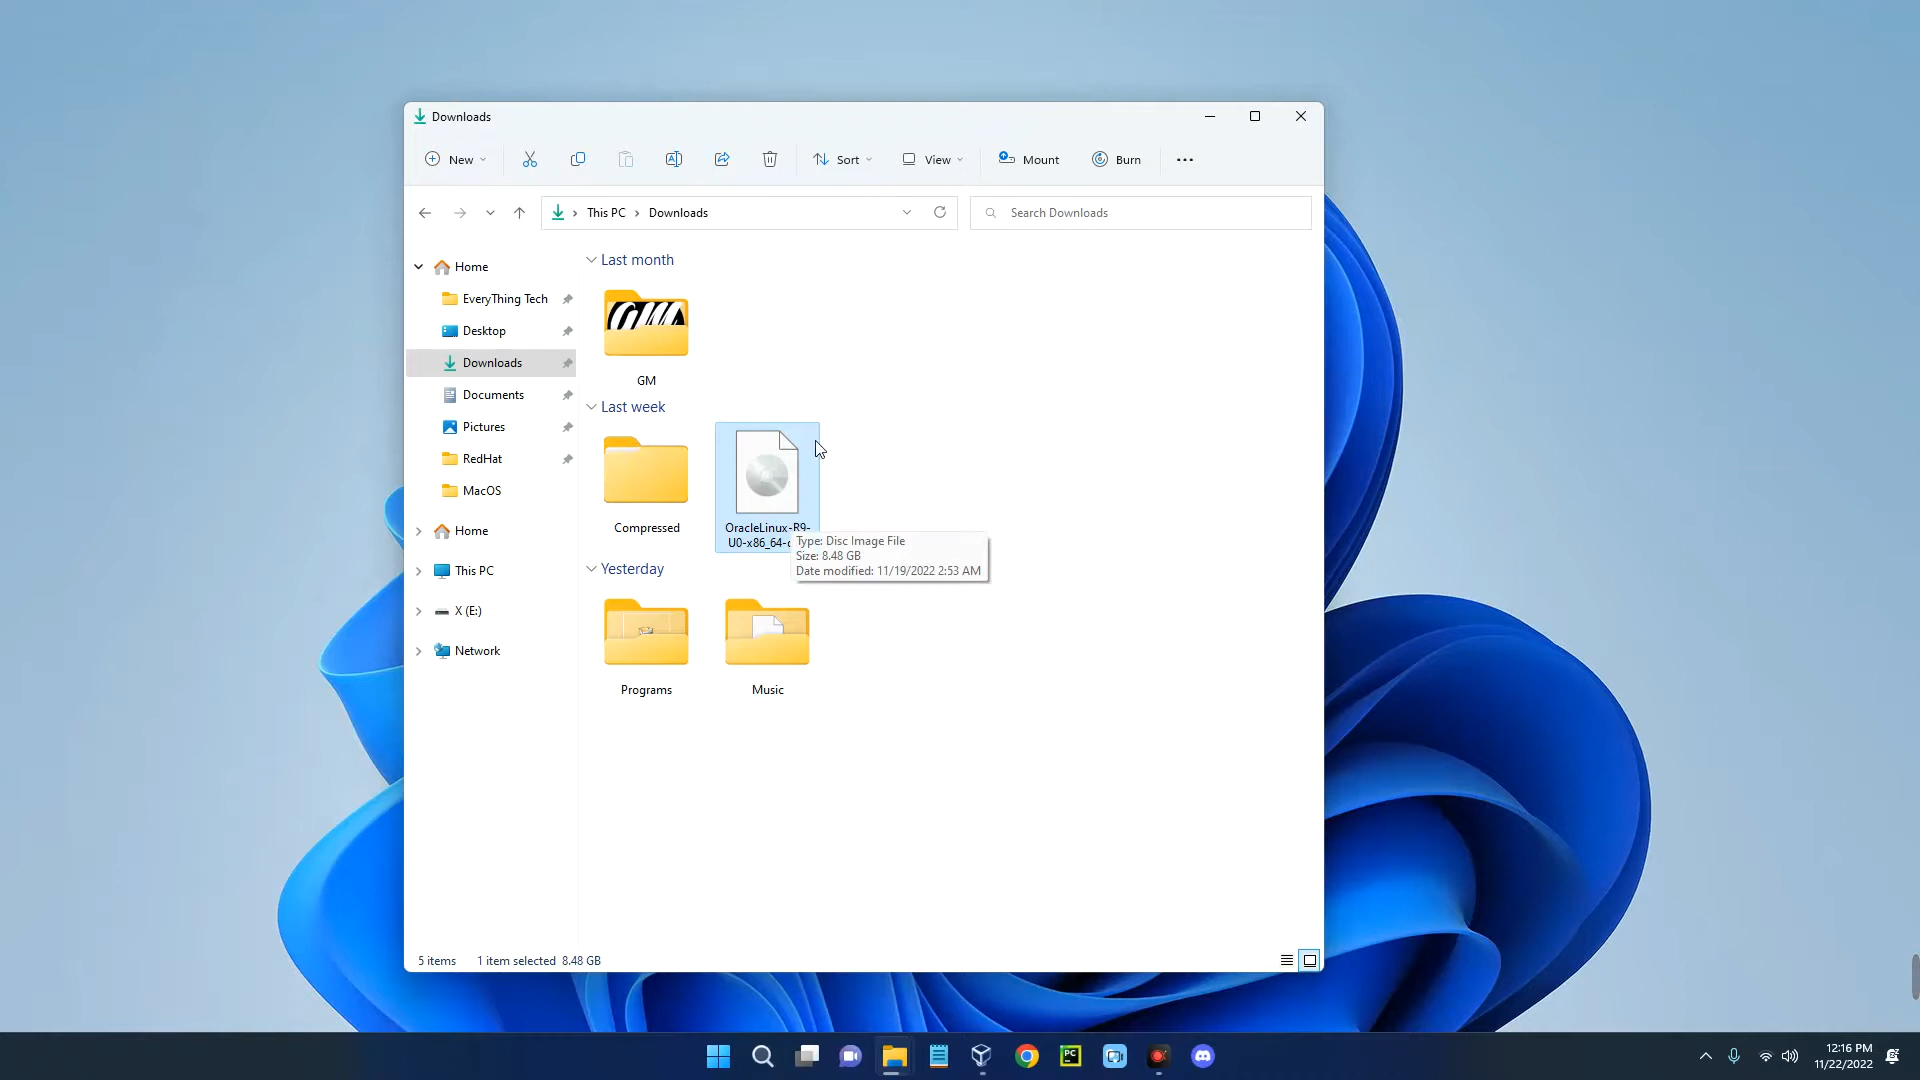 Downloads
New
Sort
View
Mount
Burn
This PC
Downloads
Search Downloads
Home
EveryThing Tech
Desktop
Downloads
Documents
Pictures
RedHat
MacOS
Home
This PC
X (E:)
Network
Last month
GM
GM
Last week
Compressed
OracleLinux-R9-
U0-x86_64-
Type: Disc Image File
Size: 8.48 GB
Date modified: 11/19/2022 2:53 AM
Yesterday
Programs
Music
5 items
1 item selected 8.48 GB
PC
12:16 PM
11/22/2022